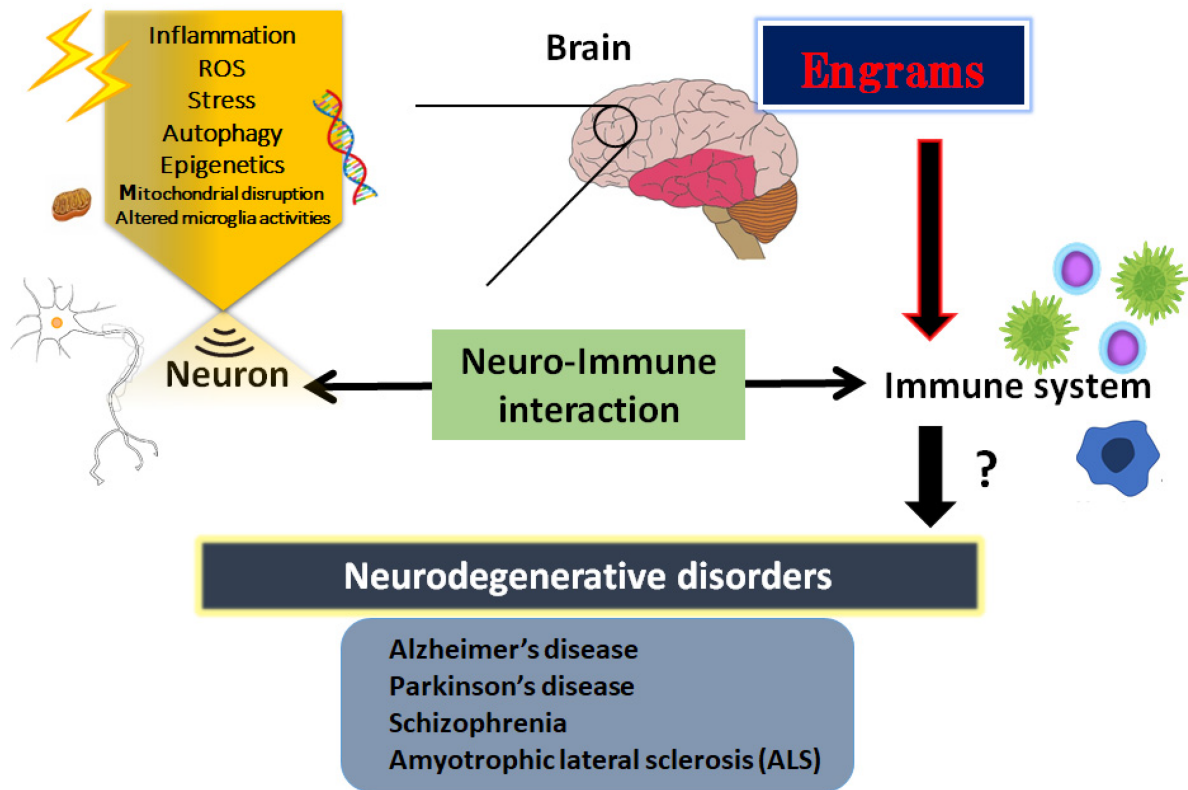 Inflammation
ROS
Stress
Autophagy
Epigenetics
Mitochondrial disruption
Altered microglia activities
Brain
Engrams
Neuron
Neuro-Immune
interaction
Immune system
?
Neurodegenerative disorders
Alzheimer’s disease
Parkinson’s disease
Schizophrenia
Amyotrophic lateral sclerosis (ALS)